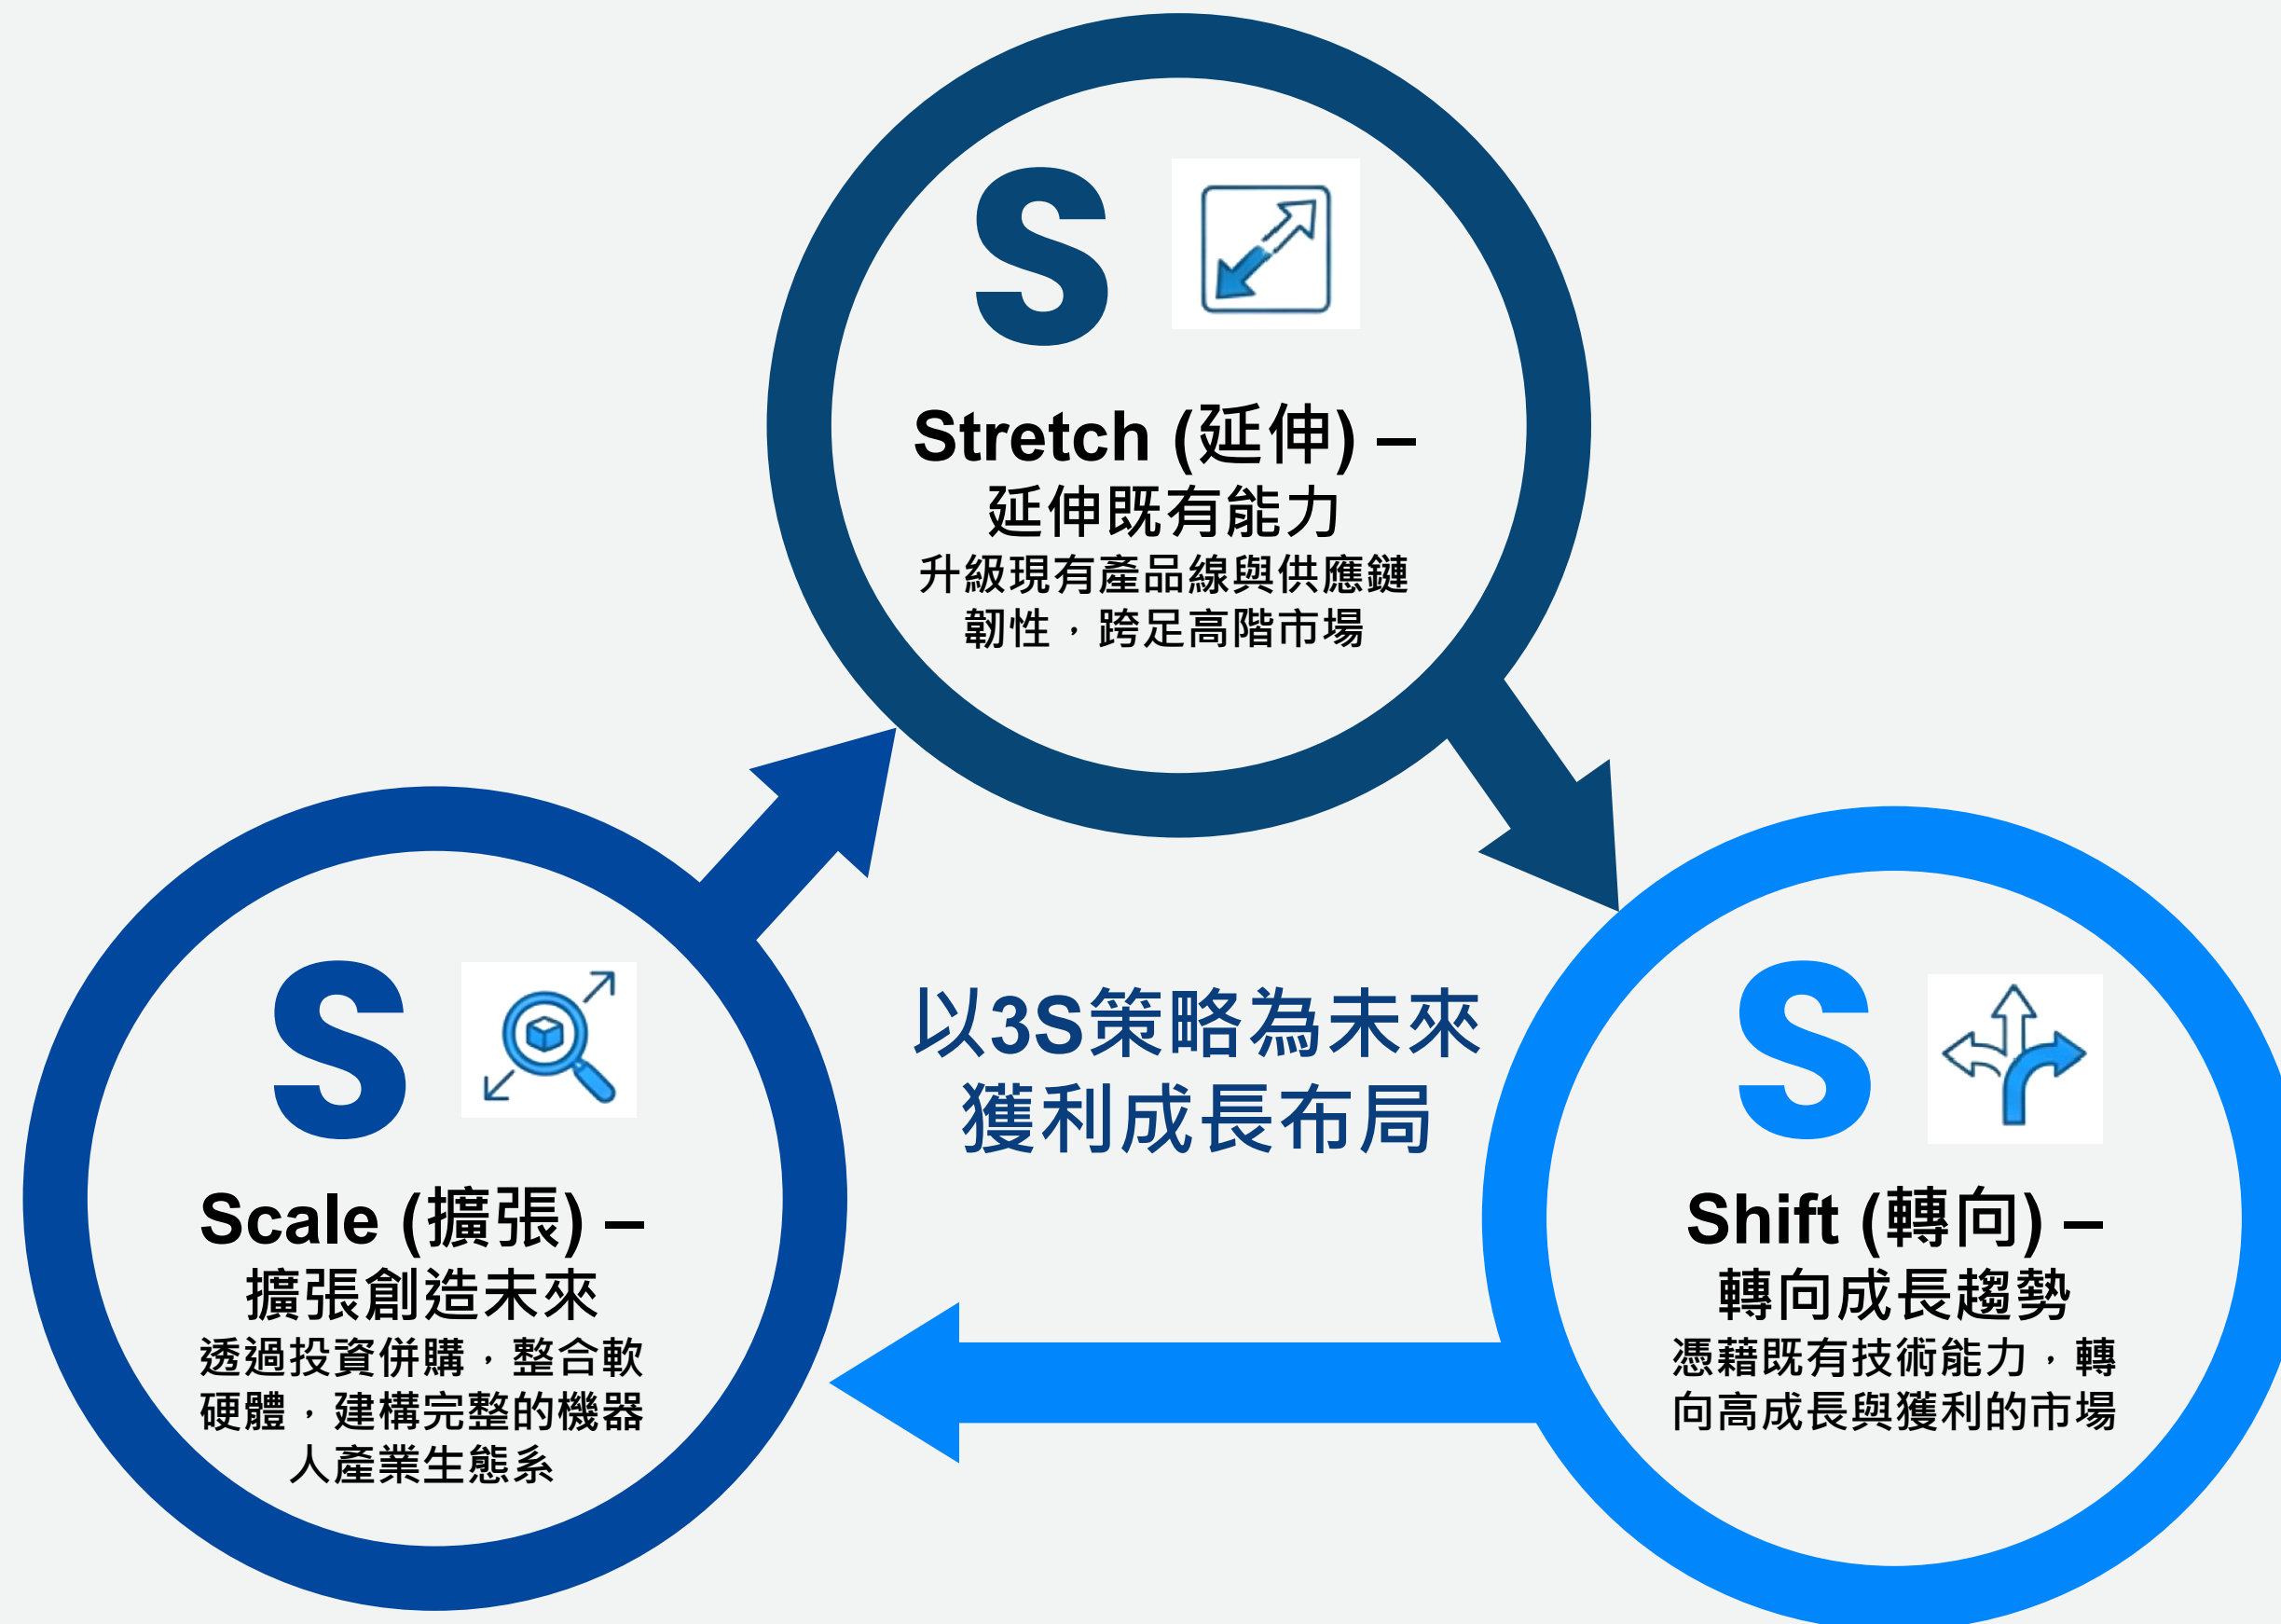 S
Stretch (延伸) –
延伸既有能力
升級現有產品線與供應鏈
韌性，跨足高階市場
以3S策略為未來
獲利成長布局
S
Scale (擴張) –
擴張創造未來
透過投資併購，整合軟
硬體，建構完整的機器
人產業生態系
S
Shift (轉向) –
轉向成長趨勢
憑藉既有技術能力，轉
向高成長與獲利的市場